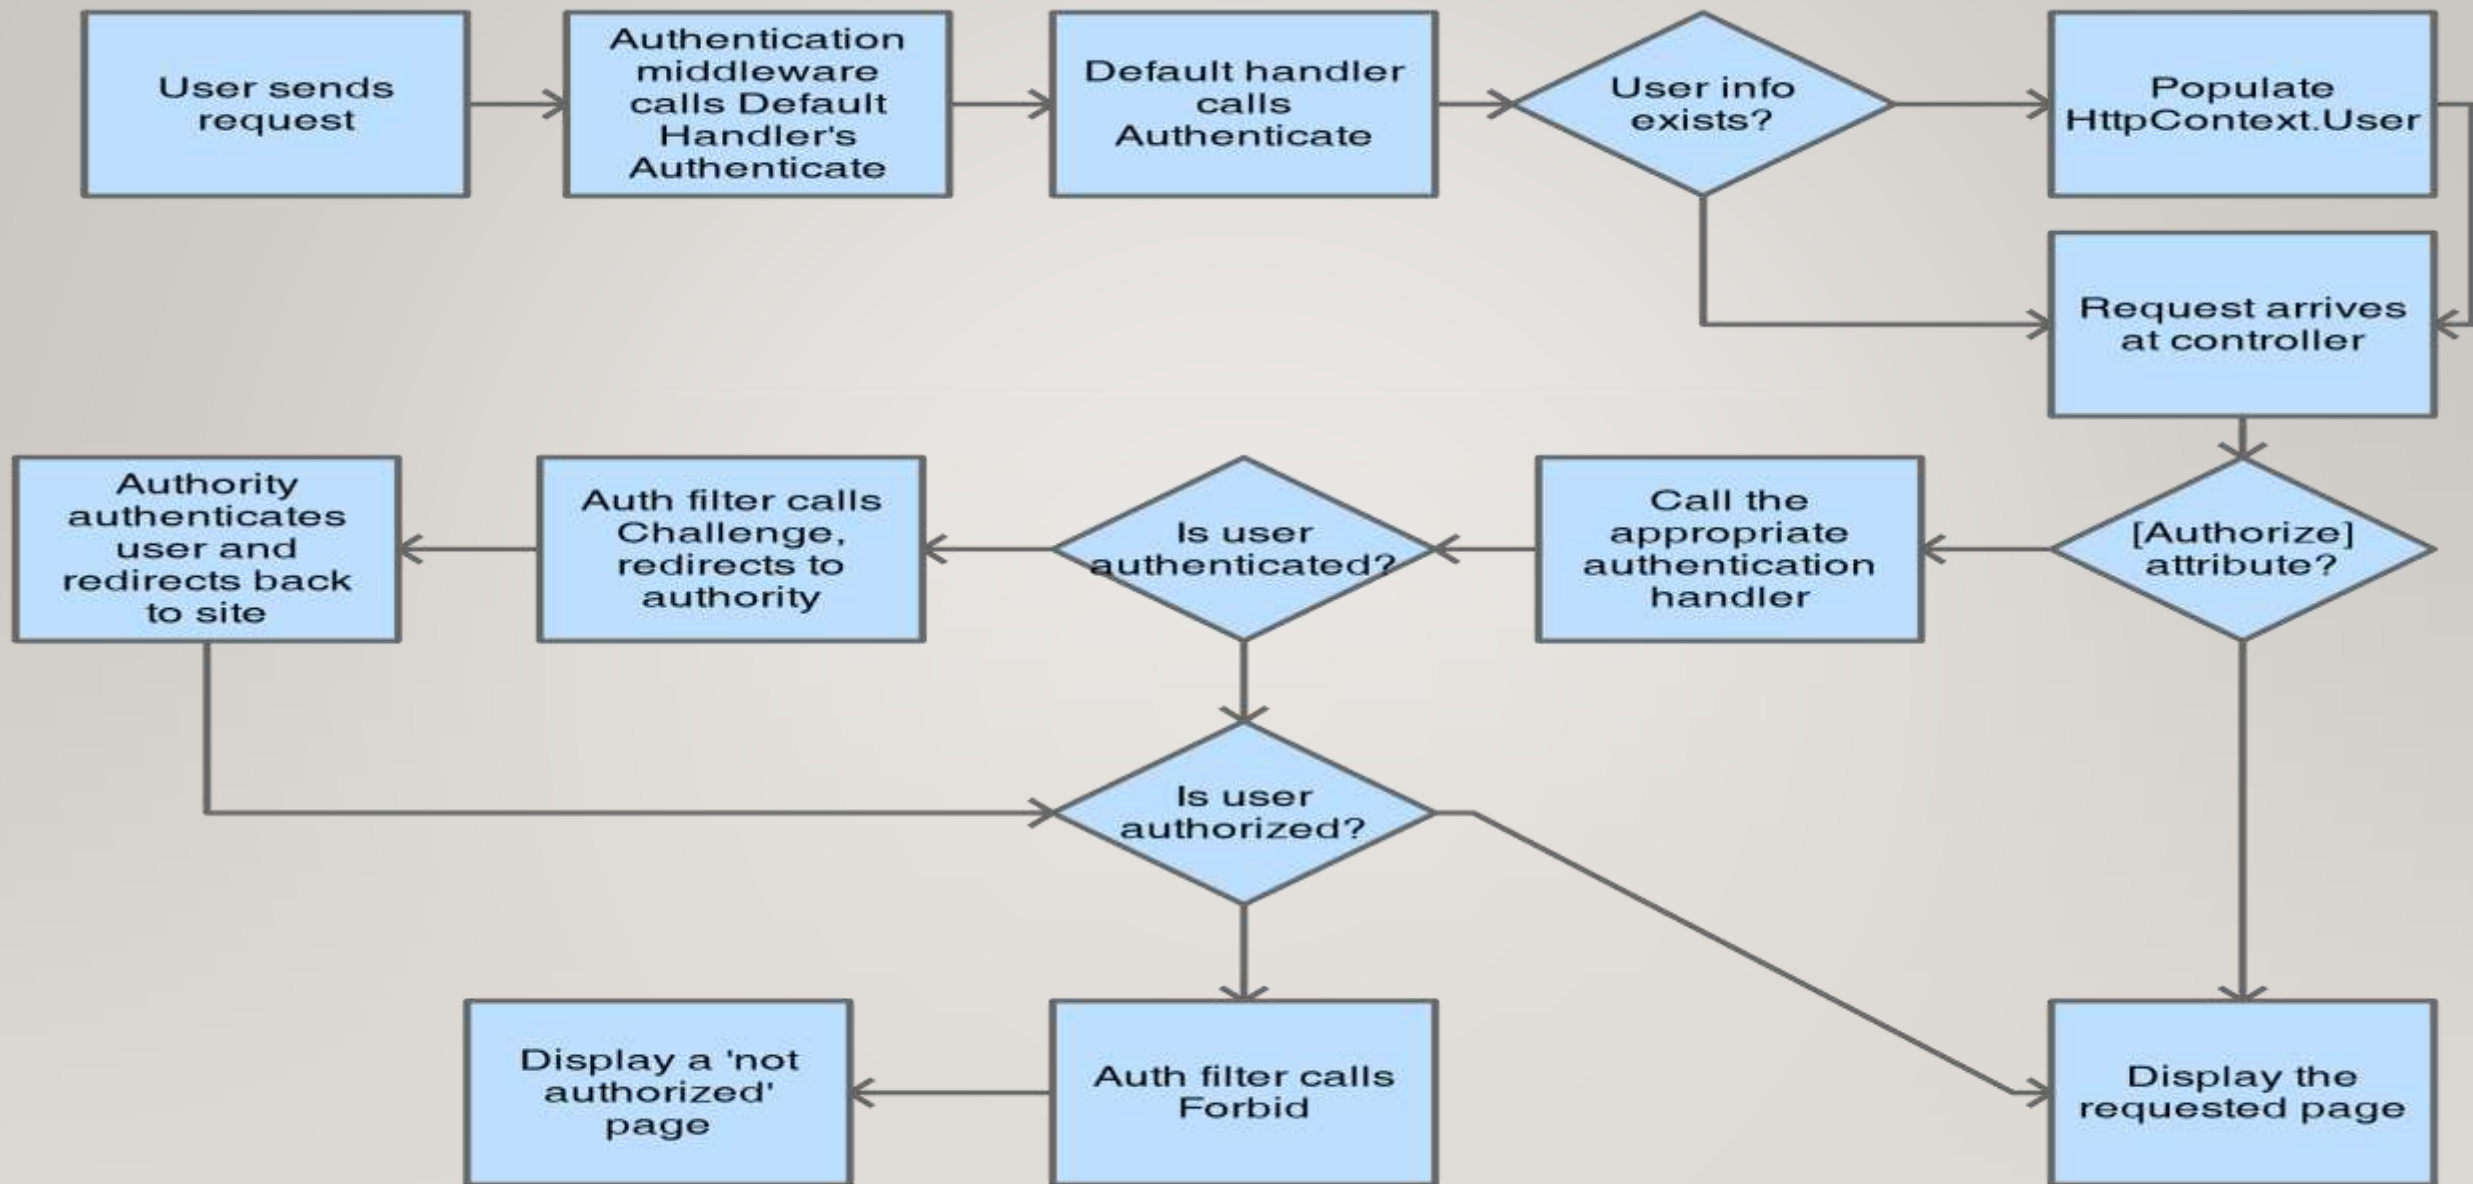 User sends
request
Authentication
middleware
calls Default
Handler's
Authenticate
Default handler
calls
Authenticate
User info
exists?
Populate
HttpContext.User
Request arrives
at controller
[Authorize]
attribute?
Call the
appropriate
authentication
handler
Is user
authenticated?
Auth filter calls
Challenge,
redirects to
authority
Authority
authenticates
user and
redirects back
to site
Is user
authorized?
Auth filter calls
Forbid
Display a 'not
authorized'
page
Display the
requested page